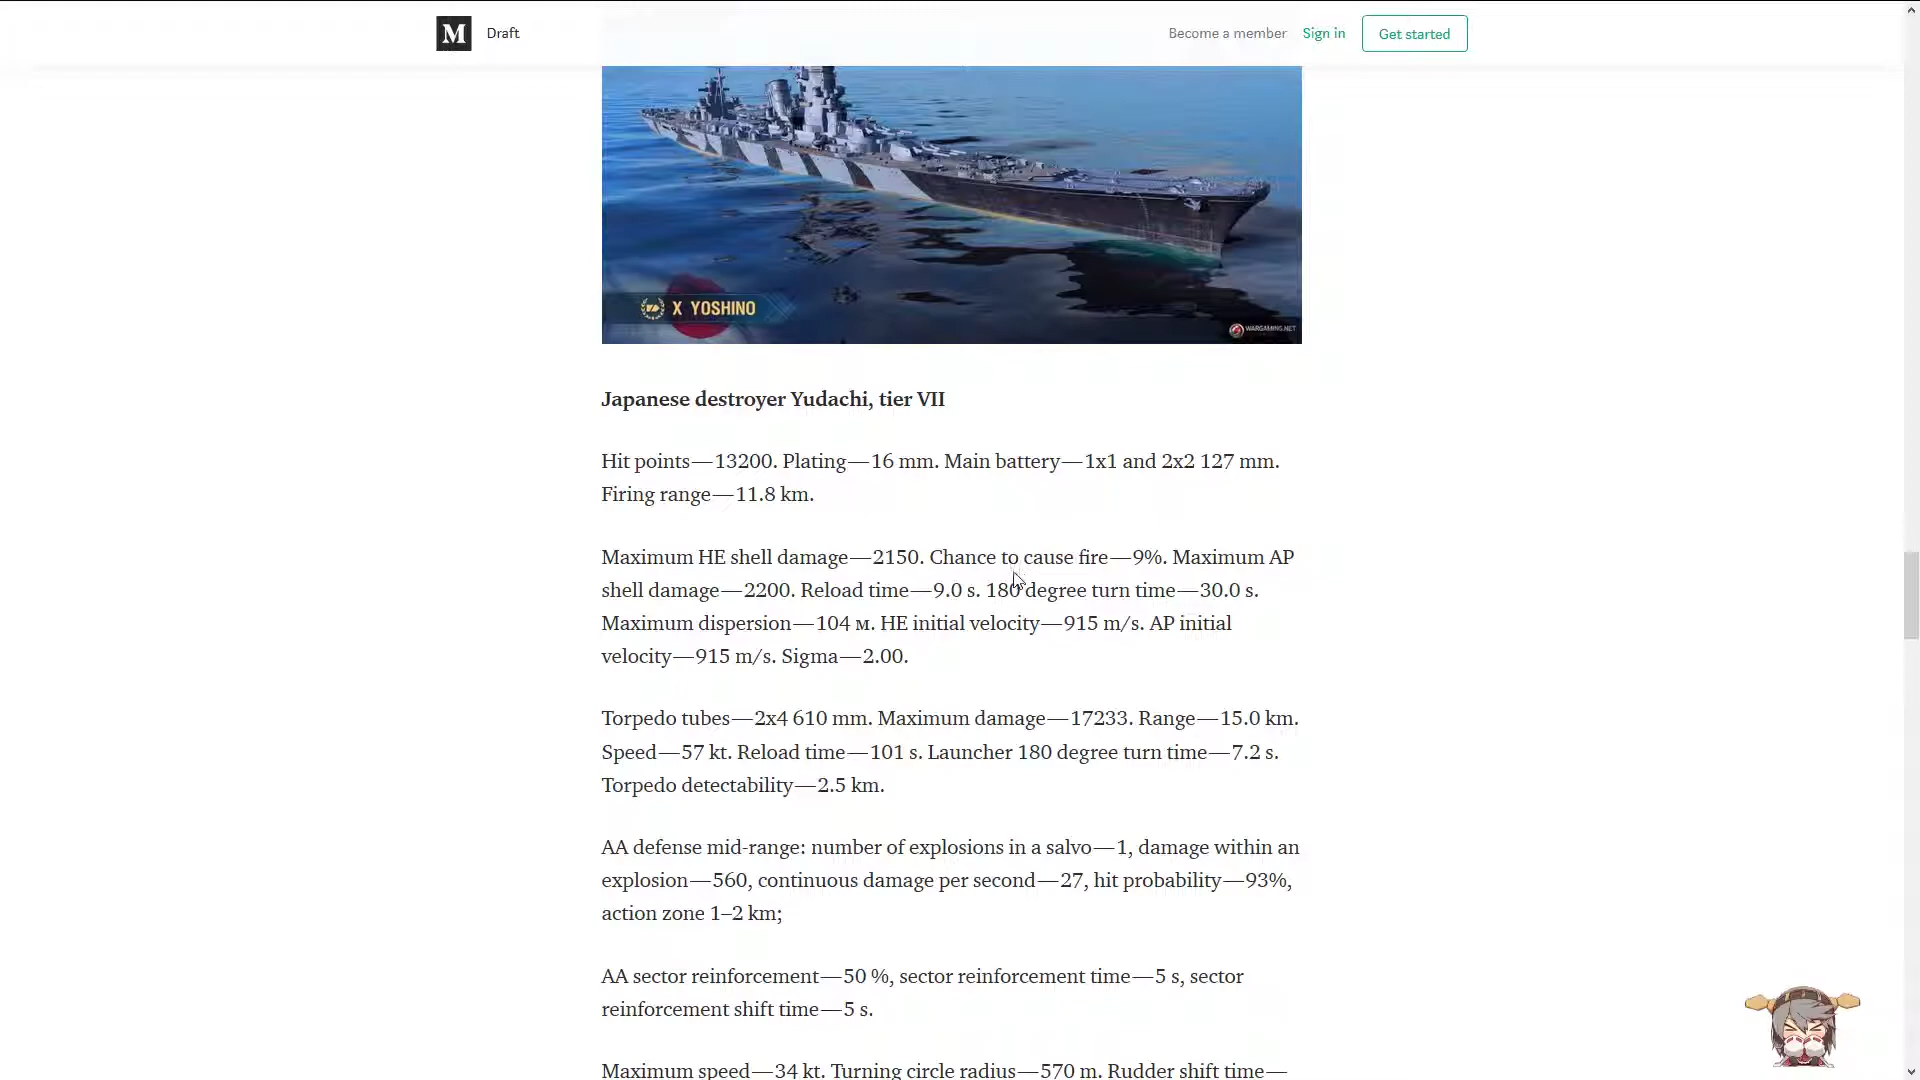 M Draft Become a member Sign in Get started
X YOSHINO
WARGAMING.NET
Japanese destroyer Yudachi, tier VII
Hit points—13200. Plating—16 mm. Main battery—1x1 and 2x2 127 mm.
Firing range—11.8 km.
Maximum HE shell damage—2150. Chance to cause fire—9%. Maximum AP
shell damage—2200. Reload time—9.0 s. 180 degree turn time—30.0 s.
Maximum dispersion—104 м. HE initial velocity—915 m/s. AP initial
velocity—915 m/s. Sigma—2.00.
Torpedo tubes—2x4 610 mm. Maximum damage—17233. Range—15.0 km.
Speed—57 kt. Reload time—101 s. Launcher 180 degree turn time—7.2 s.
Torpedo detectability—2.5 km.
AA defense mid-range: number of explosions in a salvo—1, damage within an
explosion—560, continuous damage per second—27, hit probability—93%,
action zone 1–2 km;
AA sector reinforcement—50 %, sector reinforcement time—5 s, sector
reinforcement shift time—5 s.
Maximum speed—34 kt. Turning circle radius—570 m. Rudder shift time—